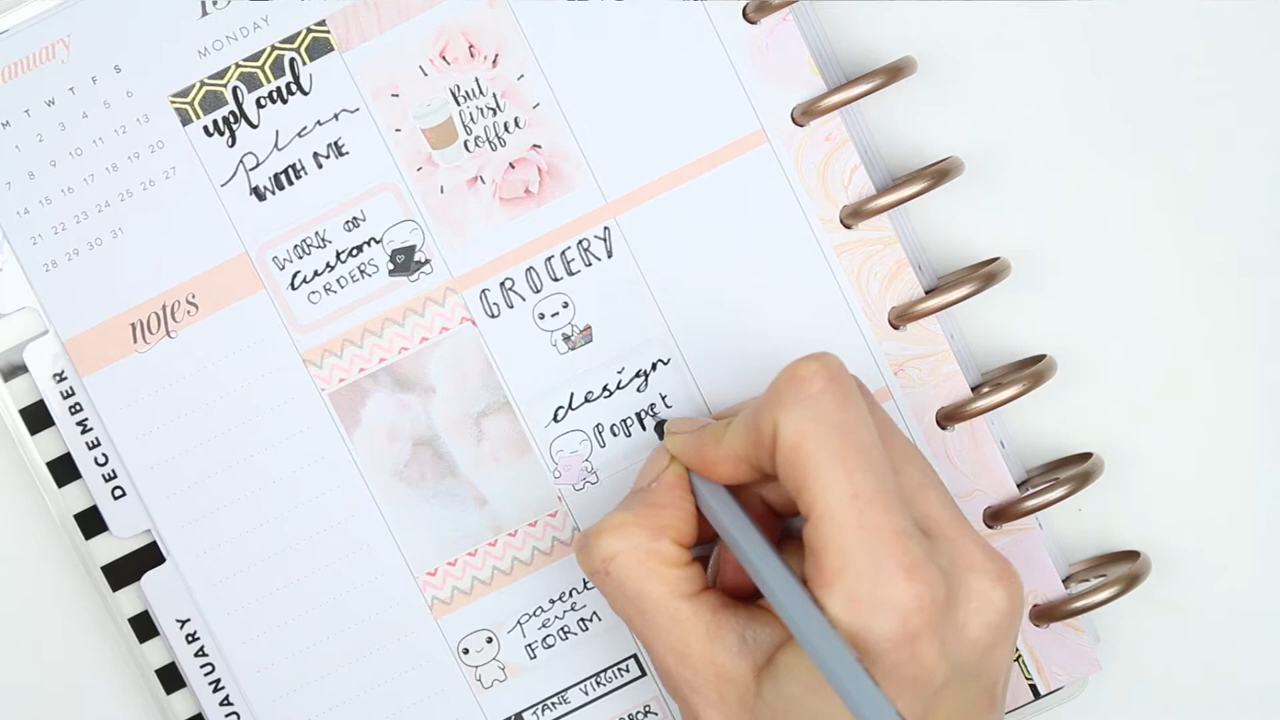 anuary
M T W T F S
1 2 3 4 5 6
7 8 9 10 11 12 13
14 15 16 17 18 19 20
21 22 23 24 25 26 27
28 29 30 31
notes
DECEMBER
JANUARY
MONDAY
upload
plan
WITH ME
WORK ON
custom
ORDERS
But
first
coffee
GROCERY
design
poppet
parent
eve
FORM
JANE VIRGIN